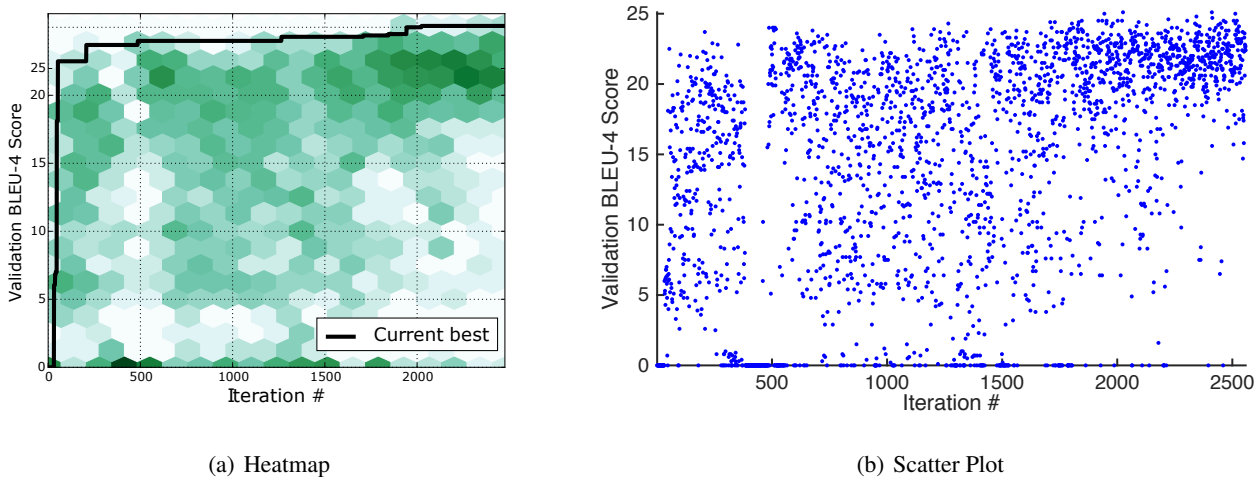 Validation BLEU-4 Score
25
20
15
10
5
0
0 500 1000 1500 2000
Iteration #
Current best
(a) Heatmap
Validation BLEU-4 Score
25
20
15
10
5
0
500 1000 1500 2000 2500
Iteration #
(b) Scatter Plot